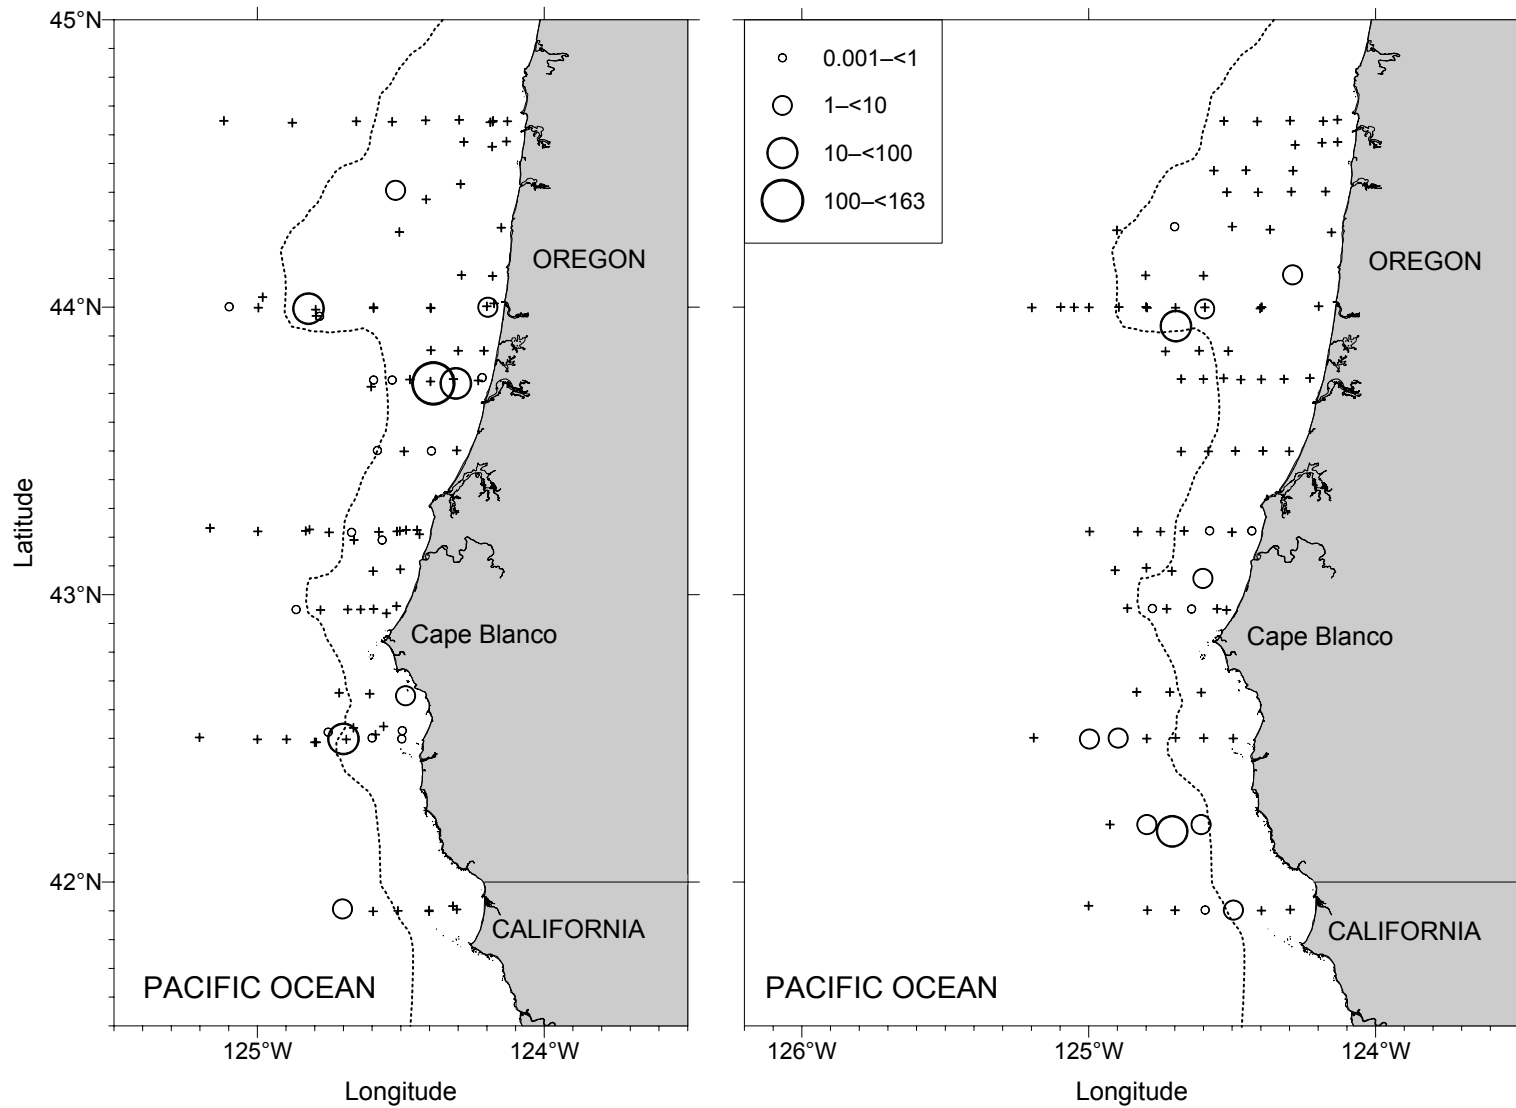 45°N
44°N
43°N
42°N
Latitude
OREGON
Cape Blanco
CALIFORNIA
PACIFIC OCEAN
125°W
124°W
Longitude
0.001–<1
1–<10
10–<100
100–<163
OREGON
Cape Blanco
CALIFORNIA
PACIFIC OCEAN
126°W
125°W
124°W
Longitude